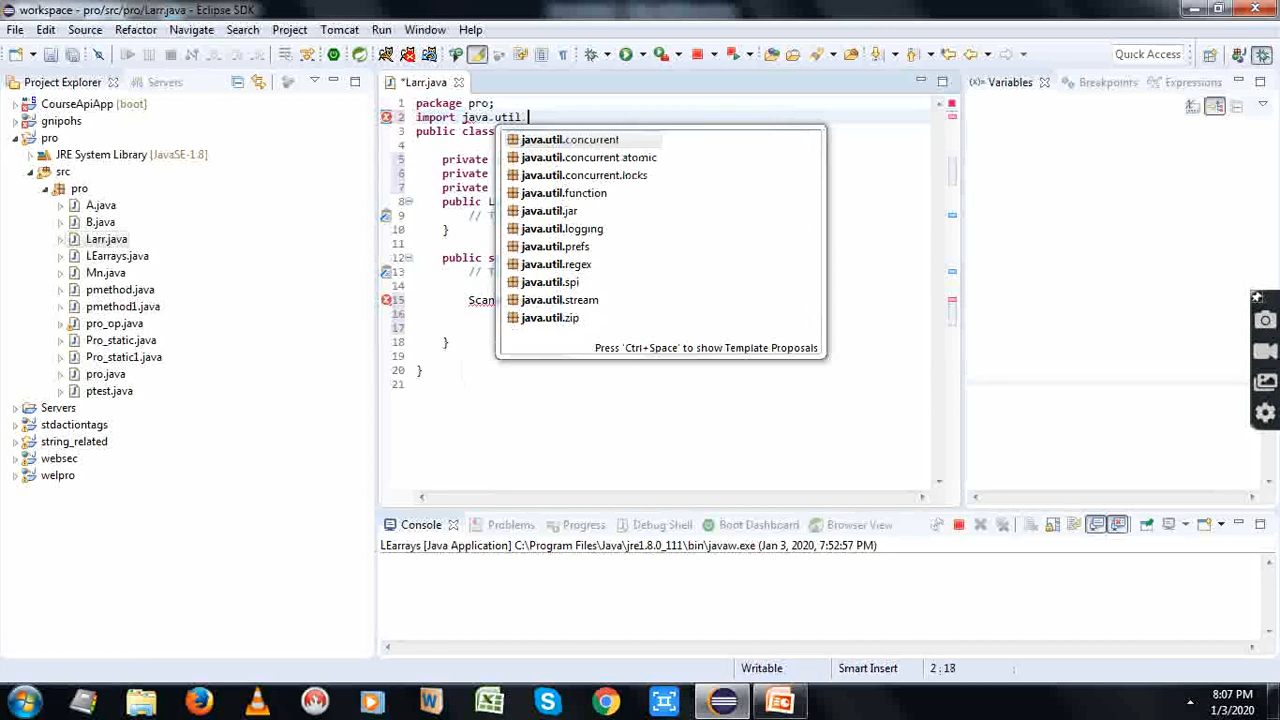 workspace - pro/src/pro/Larr.java - Eclipse SDK
File Edit Source Refactor Navigate Search Project Tomcat Run Window Help
Quick Access
Project Explorer
Servers
*Larr.java
Variables
Breakpoints
Expressions
CourseApiApp [boot]
gnipohs
pro
JRE System Library [JavaSE-1.8]
src
pro
A.java
B.java
Larr.java
LEarrays.java
Mn.java
pmethod.java
pmethod1.java
pro_op.java
Pro_static.java
Pro_static1.java
pro.java
ptest.java
Servers
stdactiontags
string_related
websec
welpro
1 package pro;
2 import java.util.
3 public class
5 private
6 private
7 private
8 public L
9 // T
10 }
11
12 public s
13 // T
15 Scan
16
17
18 }
19
20 }
21
java.util.concurrent
java.util.concurrent.atomic
java.util.concurrent.locks
java.util.function
java.util.jar
java.util.logging
java.util.prefs
java.util.regex
java.util.spi
java.util.stream
java.util.zip
Press 'Ctrl+Space' to show Template Proposals
Console
Problems
Progress
Debug Shell
Boot Dashboard
Browser View
LEarrays [Java Application] C:\Program Files\Java\jre1.8.0_111\bin\javaw.exe (Jan 3, 2020, 7:52:57 PM)
Writable
Smart Insert
2 : 18
8:07 PM
1/3/2020